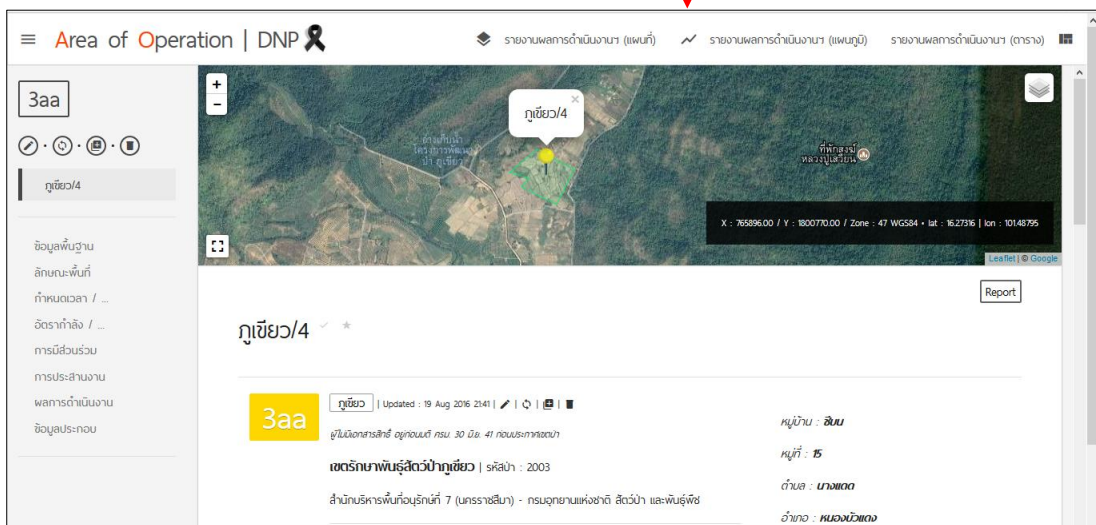 Area of Operation | DNP
รายงานผลการดำเนินงานฯ (แผนที่)
รายงานผลการดำเนินงานฯ (แผนภูมิ)
รายงานผลการดำเนินงานฯ (ตาราง)
3aa
ภูเขียว/4
ข้อมูลพื้นฐาน
ลักษณะพื้นที่
กำหนดเวลา / ...
อัตรากำลัง / ...
การมีส่วนร่วม
การประสานงาน
ผลการดำเนินงาน
ข้อมูลประกอบ
+
-
ภูเขียว/4 ×
อ่างเก็บน้ำ
โครงการพัฒนา
ป่า ภูเขียว
ที่พักสงฆ์
X : 765896.00 / Y : 1800770.00 / Zone : 47 WGS84 • lat : 16.27316 | lon : 101.48795
Leaflet | © Google
Report
ภูเขียว/4
3aa
ภูเขียว | Updated : 19 Aug 2016 21:41 |
ผู้ไม่มีเอกสารสิทธิ์ อยู่ก่อนมติ ครม. 30 มิ.ย. 41 ก่อนประกาศเขตป่า
เขตรักษาพันธุ์สัตว์ป่าภูเขียว | รหัสป่า : 2003
สำนักบริหารพื้นที่อนุรักษ์ที่ 7 (นครราชสีมา) - กรมอุทยานแห่งชาติ สัตว์ป่า และพันธุ์พืช
หมู่บ้าน : ซีบน
หมู่ที่ : 15
ตำบล : นางแดด
อำเภอ : หนองบัวแดง